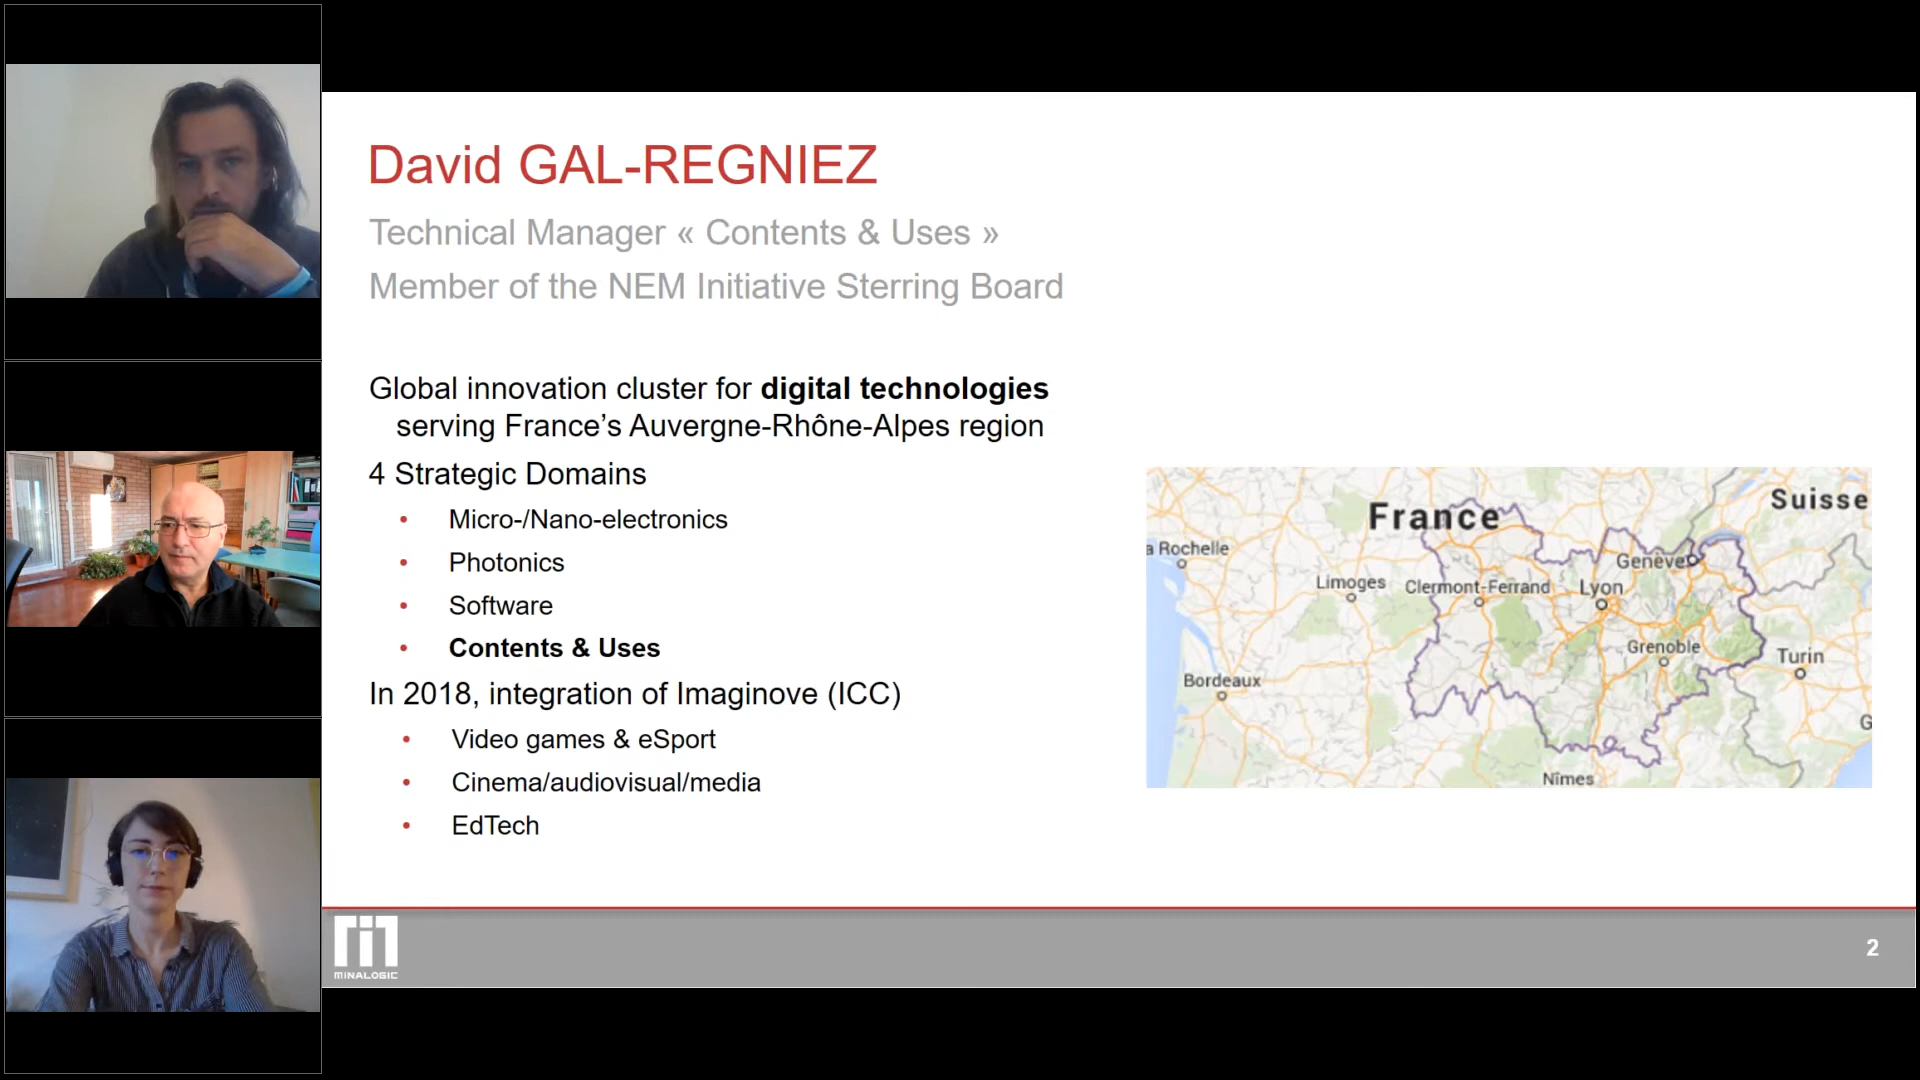 David GAL-REGNIEZ
Technical Manager « Contents & Uses »
Member of the NEM Initiative Sterring Board
Global innovation cluster for digital technologies
serving France’s Auvergne-Rhône-Alpes region
4 Strategic Domains
• Micro-/Nano-electronics
• Photonics
• Software
• Contents & Uses
In 2018, integration of Imaginove (ICC)
• Video games & eSport
• Cinema/audiovisual/media
• EdTech
France
Suisse
a Rochelle
Genève
Limoges
Clermont-Ferrand
Lyon
Grenoble
Turin
Bordeaux
G
Nîmes
MINALOGIC
2